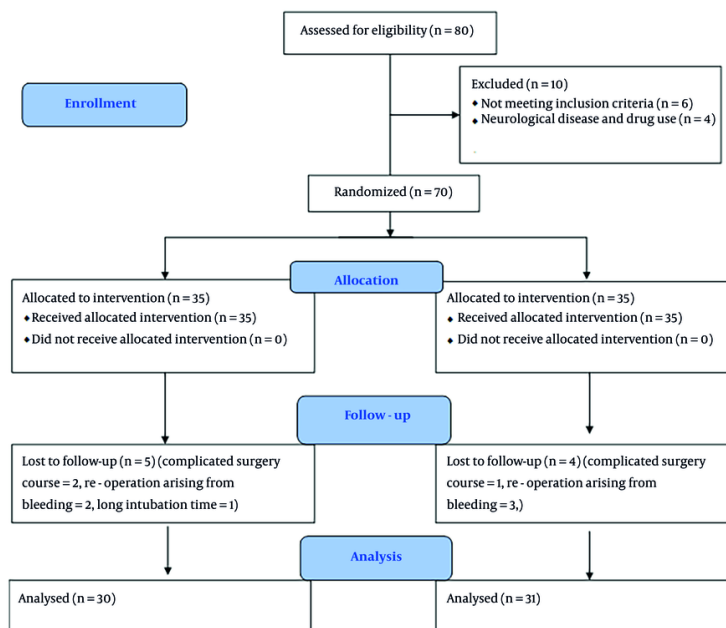 Assessed for eligibility (n = 80)
Enrollment
Excluded (n = 10)
♦ Not meeting inclusion criteria (n = 6)
♦ Neurological disease and drug use (n = 4)
Randomized (n = 70)
Allocation
Allocated to intervention (n = 35)
♦ Received allocated intervention (n = 35)
♦ Did not receive allocated intervention (n = 0)
Allocated to intervention (n = 35)
♦ Received allocated intervention (n = 35)
♦ Did not receive allocated intervention (n = 0)
Follow - up
Lost to follow-up (n = 5) (complicated surgery
course = 2, re - operation arising from
bleeding = 2, long intubation time = 1)
Lost to follow-up (n = 4) (complicated surgery
course = 1, re - operation arising from
bleeding = 3,)
Analysis
Analysed (n = 30)
Analysed (n = 31)